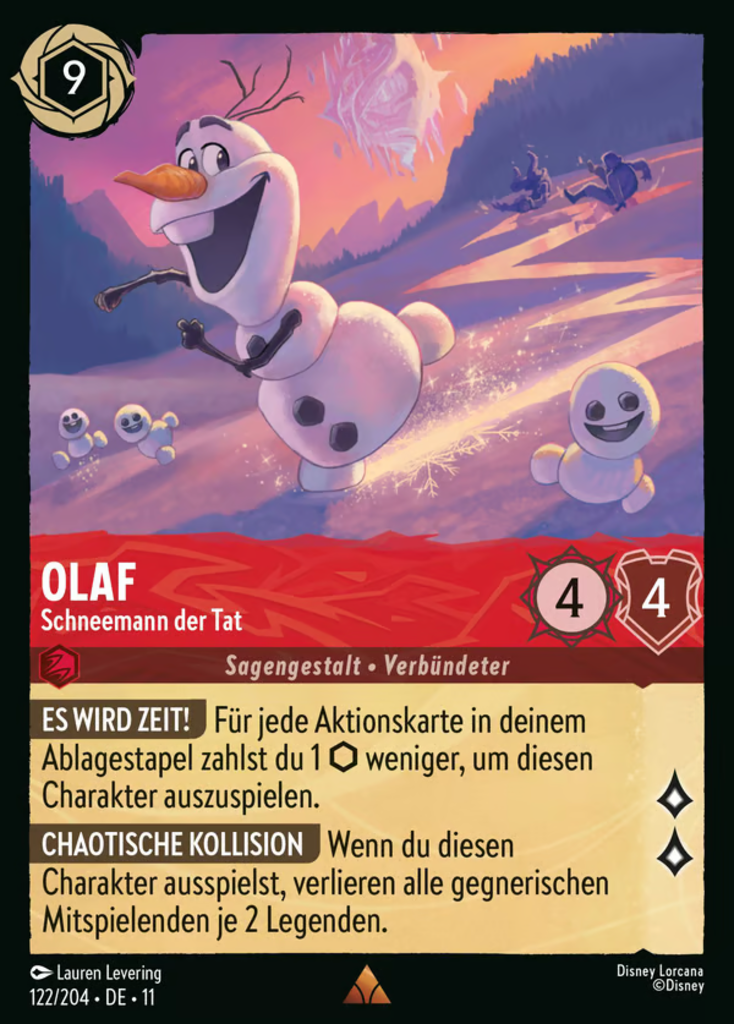 9
OLAF
Schneemann der Tat
4
4
Sagengestalt • Verbündeter
ES WIRD ZEIT! Für jede Aktionskarte in deinem
Ablagestapel zahlst du 1 ⬡ weniger, um diesen
Charakter auszuspielen.
CHAOTISCHE KOLLISION Wenn du diesen
Charakter ausspielst, verlieren alle gegnerischen
Mitspielenden je 2 Legenden.
Lauren Levering
122/204 • DE • 11
Disney Lorcana
©Disney